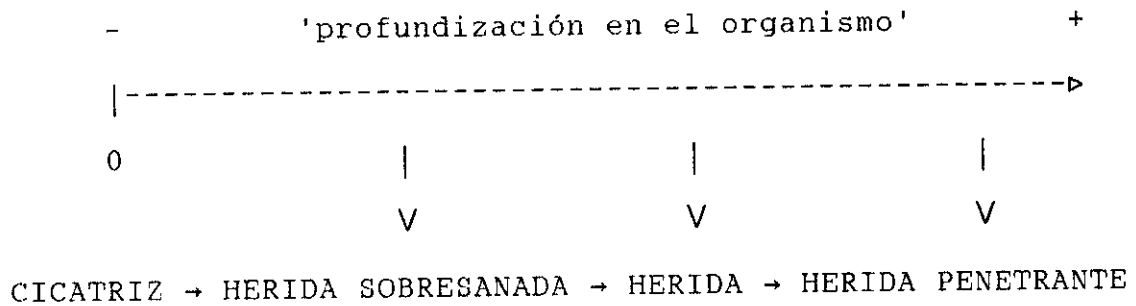 - 'profundización en el organismo' +
0
CICATRIZ → HERIDA SOBRESANADA → HERIDA → HERIDA PENETRANTE